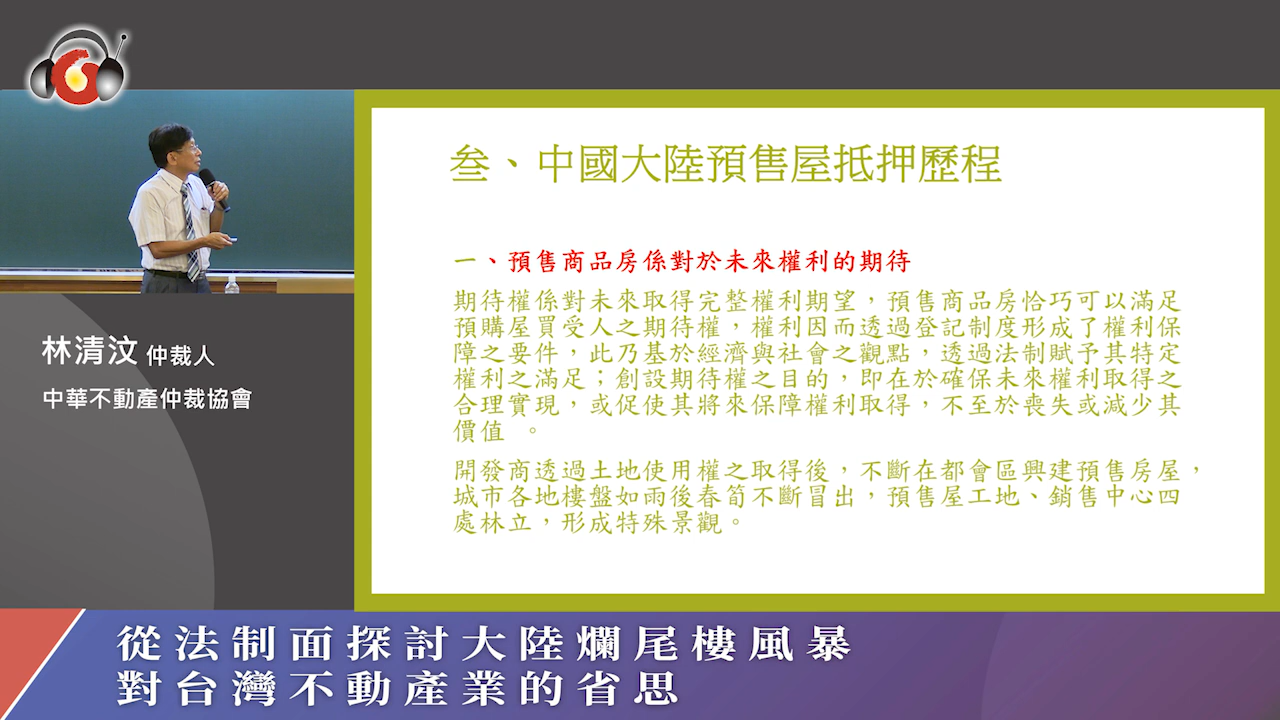 叁、中國大陸預售屋抵押歷程
一、預售商品房係對於未來權利的期待
期待權係對未來取得完整權利期望，預售商品房恰巧可以滿足
預購屋買受人之期待權，權利因而透過登記制度形成了權利保
障之要件，此乃基於經濟與社會之觀點，透過法制賦予其特定
權利之滿足；創設期待權之目的，即在於確保未來權利取得之
合理實現，或促使其將來保障權利取得，不至於喪失或減少其
價值 。
開發商透過土地使用權之取得後，不斷在都會區興建預售房屋，
城市各地樓盤如雨後春筍不斷冒出，預售屋工地、銷售中心四
處林立，形成特殊景觀。
林清汶 仲裁人
中華不動產仲裁協會
從法制面探討大陸爛尾樓風暴
對台灣不動產業的省思